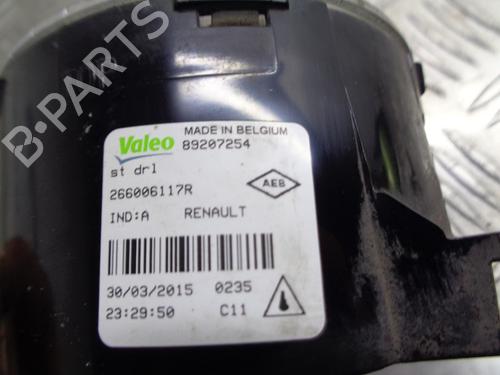 B-PARTS
Valeo MADE IN BELGIUM
89207254
st drl
266006117R AEB
IND:A RENAULT
30/03/2015 0235
23:29:50 C11